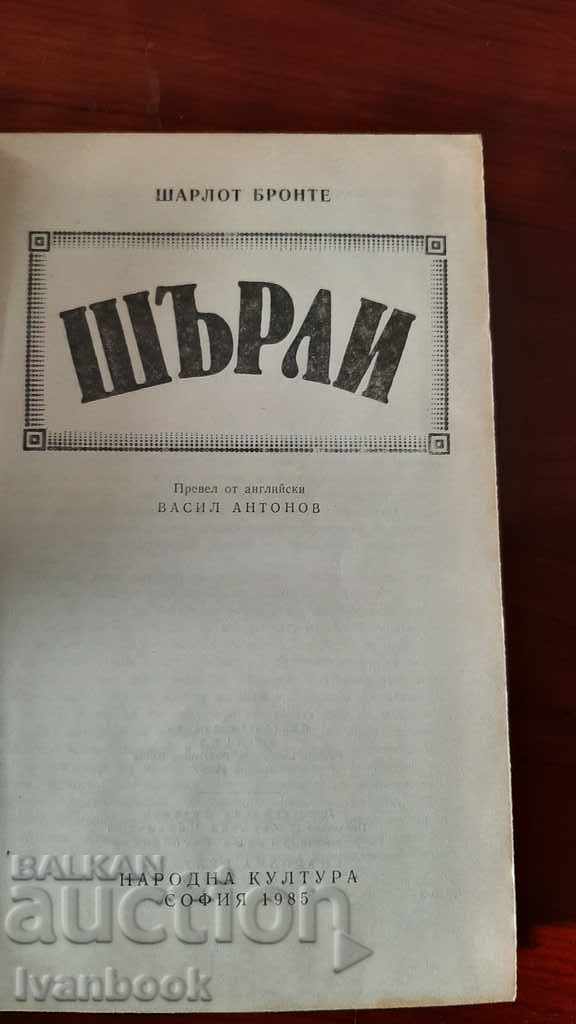 ШАРЛОТ БРОНТЕ
ШЪРЛИ
Превел от английски
ВАСИЛ АНТОНОВ
НАРОДНА КУЛТУРА
СОФИЯ 1985
BALKAN
auction
Ivanbook